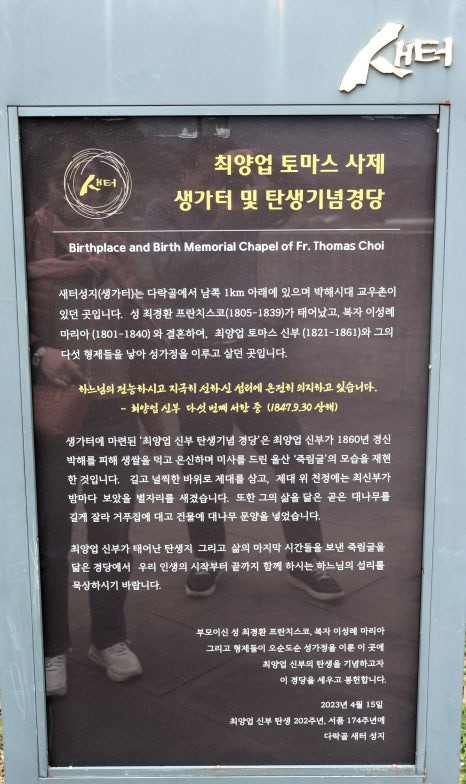 새터
새터
최양업 토마스 사제
생가터 및 탄생기념경당
Birthplace and Birth Memorial Chapel of Fr. Thomas Choi
새터성지(생가터)는 다락골에서 남쪽 1km 아래에 있으며 박해시대 교우촌이
있던 곳입니다. 성 최경환 프란치스코(1805-1839)가 태어났고, 복자 이성례
마리아 (1801-1840) 와 결혼하여, 최양업 토마스 신부 (1821-1861)와 그의
다섯 형제들을 낳아 성가정을 이루고 살던 곳입니다.
하느님의 전능하시고 지극히 선하신 섭리에 온전히 의지하고 있습니다.
- 최양업 신부 다섯 번째 서한 중 (1847.9.30 상해)
생가터에 마련된 '최양업 신부 탄생기념 경당'은 최양업 신부가 1860년 경신
박해를 피해 생쌀을 먹고 은신하며 미사를 드린 울산 '죽림굴'의 모습을 재현
한 것입니다. 길고 널찍한 바위로 제대를 삼고, 제대 위 천정에는 최신부가
밤마다 보았을 별자리를 새겼습니다. 또한 그의 삶을 닮은 곧은 대나무를
길게 잘라 거푸집에 대고 건물에 대나무 문양을 넣었습니다.
최양업 신부가 태어난 탄생지 그리고 삶의 마지막 시간들을 보낸 죽림굴을
닮은 경당에서 우리 인생의 시작부터 끝까지 함께 하시는 하느님의 섭리를
묵상하시기 바랍니다.
부모이신 성 최경환 프란치스코, 복자 이성례 마리아
그리고 형제들이 오순도순 성가정을 이룬 이 곳에
최양업 신부의 탄생을 기념하고자
이 경당을 세우고 봉헌합니다.
2023년 4월 15일
최양업 신부 탄생 202주년, 서품 174주년에
다락골 새터 성지